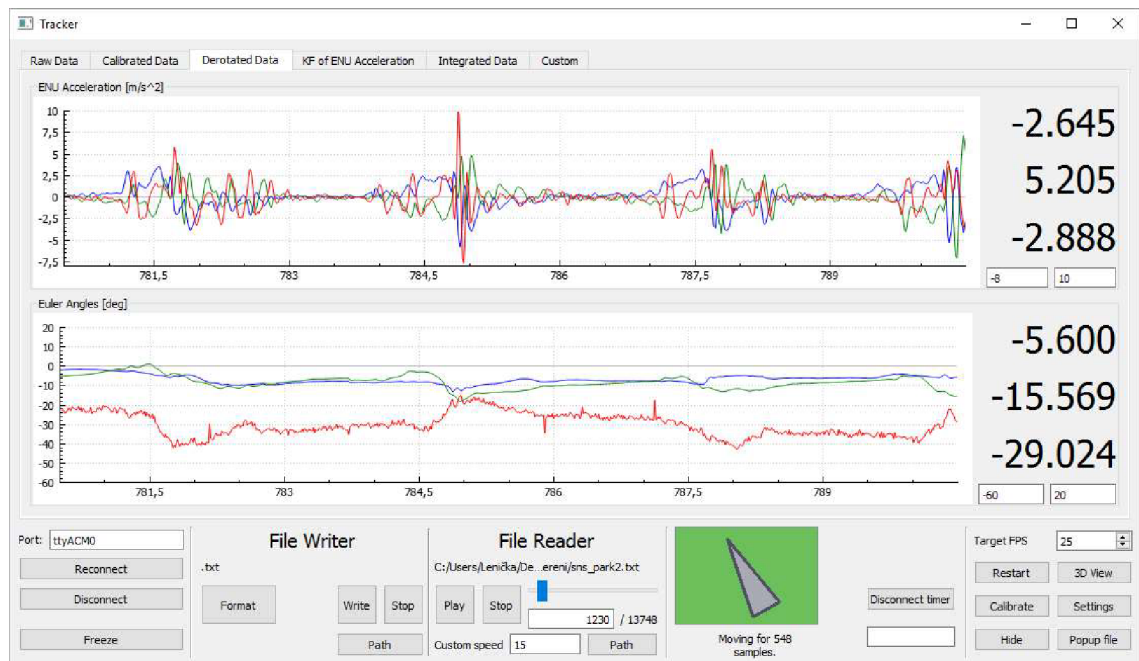 Tracker
Raw Data Calibrated Data Derotated Data KF of ENU Acceleration Integrated Data Custom
ENU Acceleration [m/s^2]
10
7,5
5
2,5
0
-2,5
-5
-7,5
781,5 783 784,5 786 787,5 789
-2.645
5.205
-2.888
-8 10
Euler Angles [deg]
20
10
0
-10
-20
-30
-40
-50
-60
781,5 783 784,5 786 787,5 789
-5.600
-15.569
-29.024
-60 20
Port: ttyACM0
Reconnect
Disconnect
Freeze
File Writer
.txt
Format Write Stop
Path
File Reader
C:/Users/Lenička/De...ereni/sns_park2.txt
Play Stop
1230 / 13748
Custom speed 15 Path
Moving for 548
samples.
Disconnect timer
Target FPS 25
Restart 3D View
Calibrate Settings
Hide Popup file